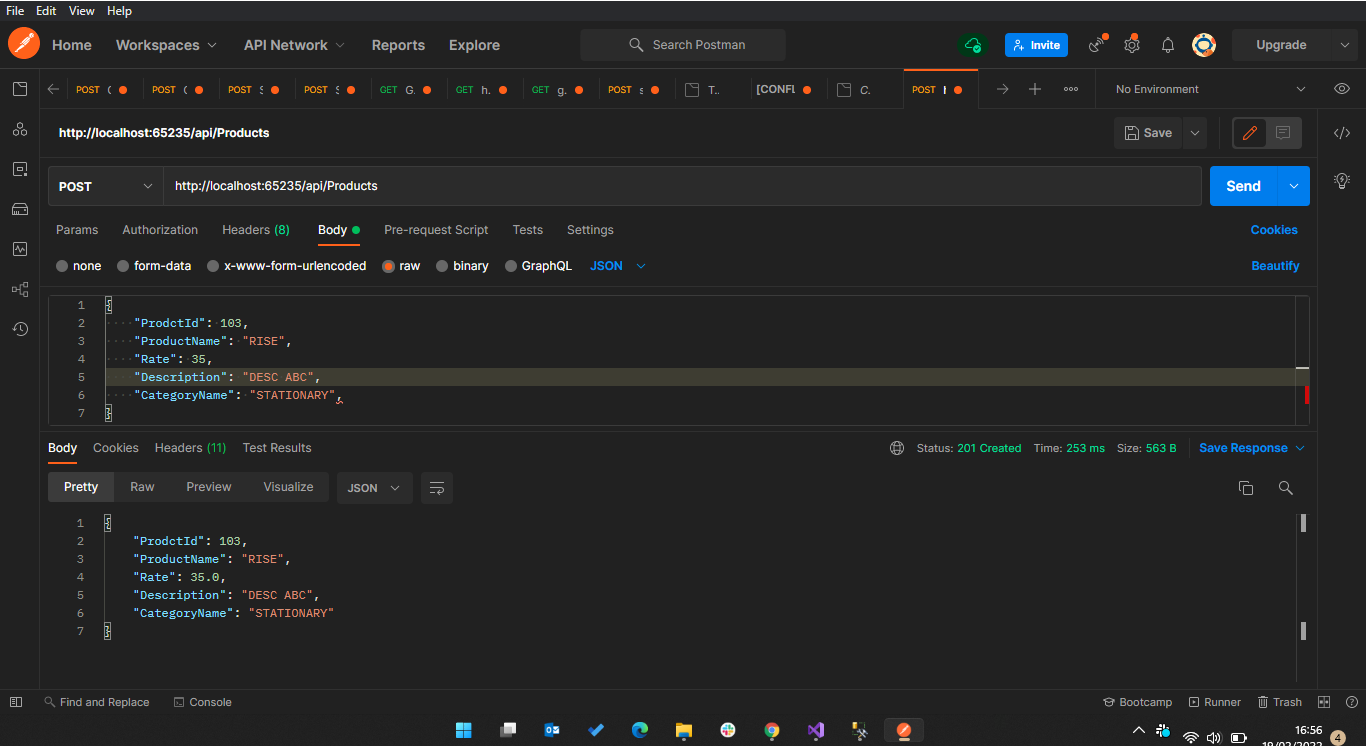 File Edit View Help
Home Workspaces API Network Reports Explore Search Postman Invite Upgrade
POST POST POST S POST S GET G. GET h. GET g. POST s T.. [CONFL C. POST No Environment
http://localhost:65235/api/Products Save
POST http://localhost:65235/api/Products Send
Params Authorization Headers (8) Body Pre-request Script Tests Settings Cookies
none form-data x-www-form-urlencoded raw binary GraphQL JSON Beautify
1 {
2 "ProdctId": 103,
3 "ProductName": "RISE",
4 "Rate": 35,
5 "Description": "DESC ABC",
6 "CategoryName": "STATIONARY",
7 }
Body Cookies Headers (11) Test Results Status: 201 Created Time: 253 ms Size: 563 B Save Response
Pretty Raw Preview Visualize JSON
1 {
2 "ProdctId": 103,
3 "ProductName": "RISE",
4 "Rate": 35.0,
5 "Description": "DESC ABC",
6 "CategoryName": "STATIONARY"
7 }
Find and Replace Console Bootcamp Runner Trash
16:56
4